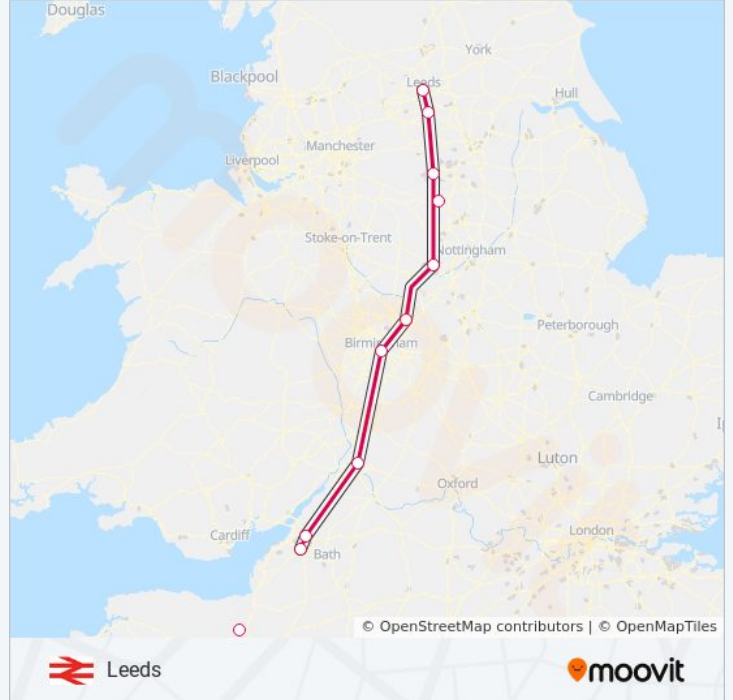 Douglas
York
Blackpool
Leeds
Hull
Manchester
Liverpool
Stoke-on-Trent
Nottingham
Peterborough
Birmingham
Cambridge
Luton
Oxford
London
Cardiff
Bath
© OpenStreetMap contributors | © OpenMapTiles
Leeds
moovit